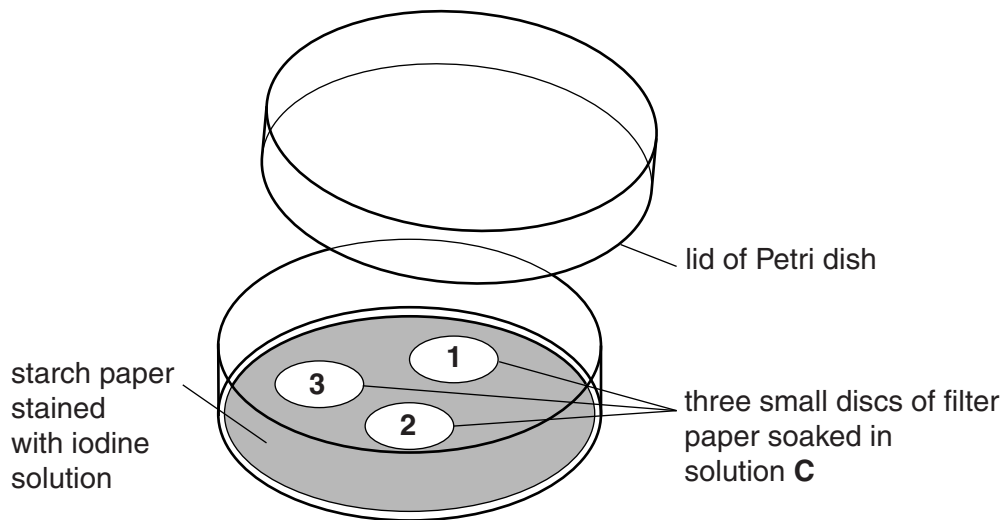 lid of Petri dish
1
3
2
starch paper
stained
with iodine
solution
three small discs of filter
paper soaked in
solution C